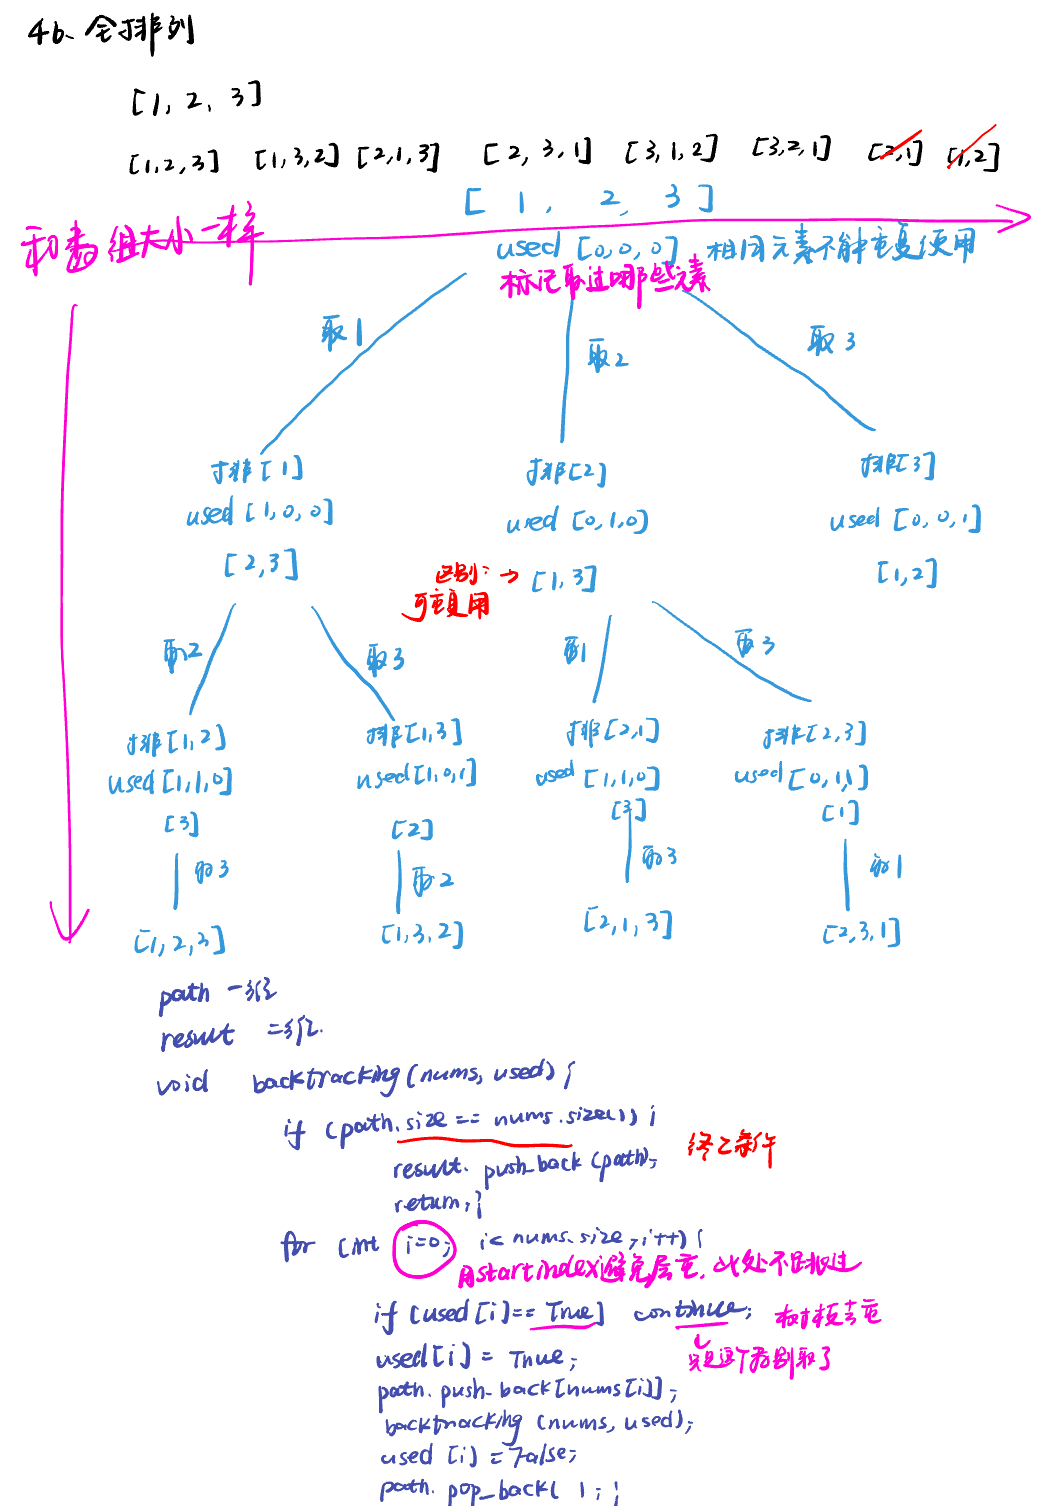 46、全排列
[1, 2, 3]
[1,2,3] [1,3,2] [2,1,3] [2,3,1] [3,1,2] [3,2,1] [2,1] [1,2]
[ 1, 2, 3 ]
和数组大小一样
used [0,0,0] 相同元素不能重复使用
标记取过哪些元素
取1 取2 取3
排[1] 排[2] 排[3]
used [1,0,0] used [0,1,0] used [0,0,1]
[2,3] 区别:→ [1,3] [1,2]
可重复用
取2 取3 取1 取3
排[1,2] 排[1,3] 排[2,1] 排[2,3]
used[1,1,0] used[1,0,1] used [1,1,0] used [0,1,1]
[3] [2] [3] [1]
取3 取2 取3 取1
[1,2,3] [1,3,2] [2,1,3] [2,3,1]
path 一维
result 二维.
void backtracking(nums, used) {
if (path.size == nums.size()) {
result. push_back (path); 终止条件
return;}
for (int i=0; i< nums.size; i++) {
用startindex避免重, 此处不跳过
if [used [i]== True] continue; 树枝去重
used[i] = True;
path. push-back[nums[i]];
backtracking (nums, used);
used [i] = False;
path. pop_back( ); }